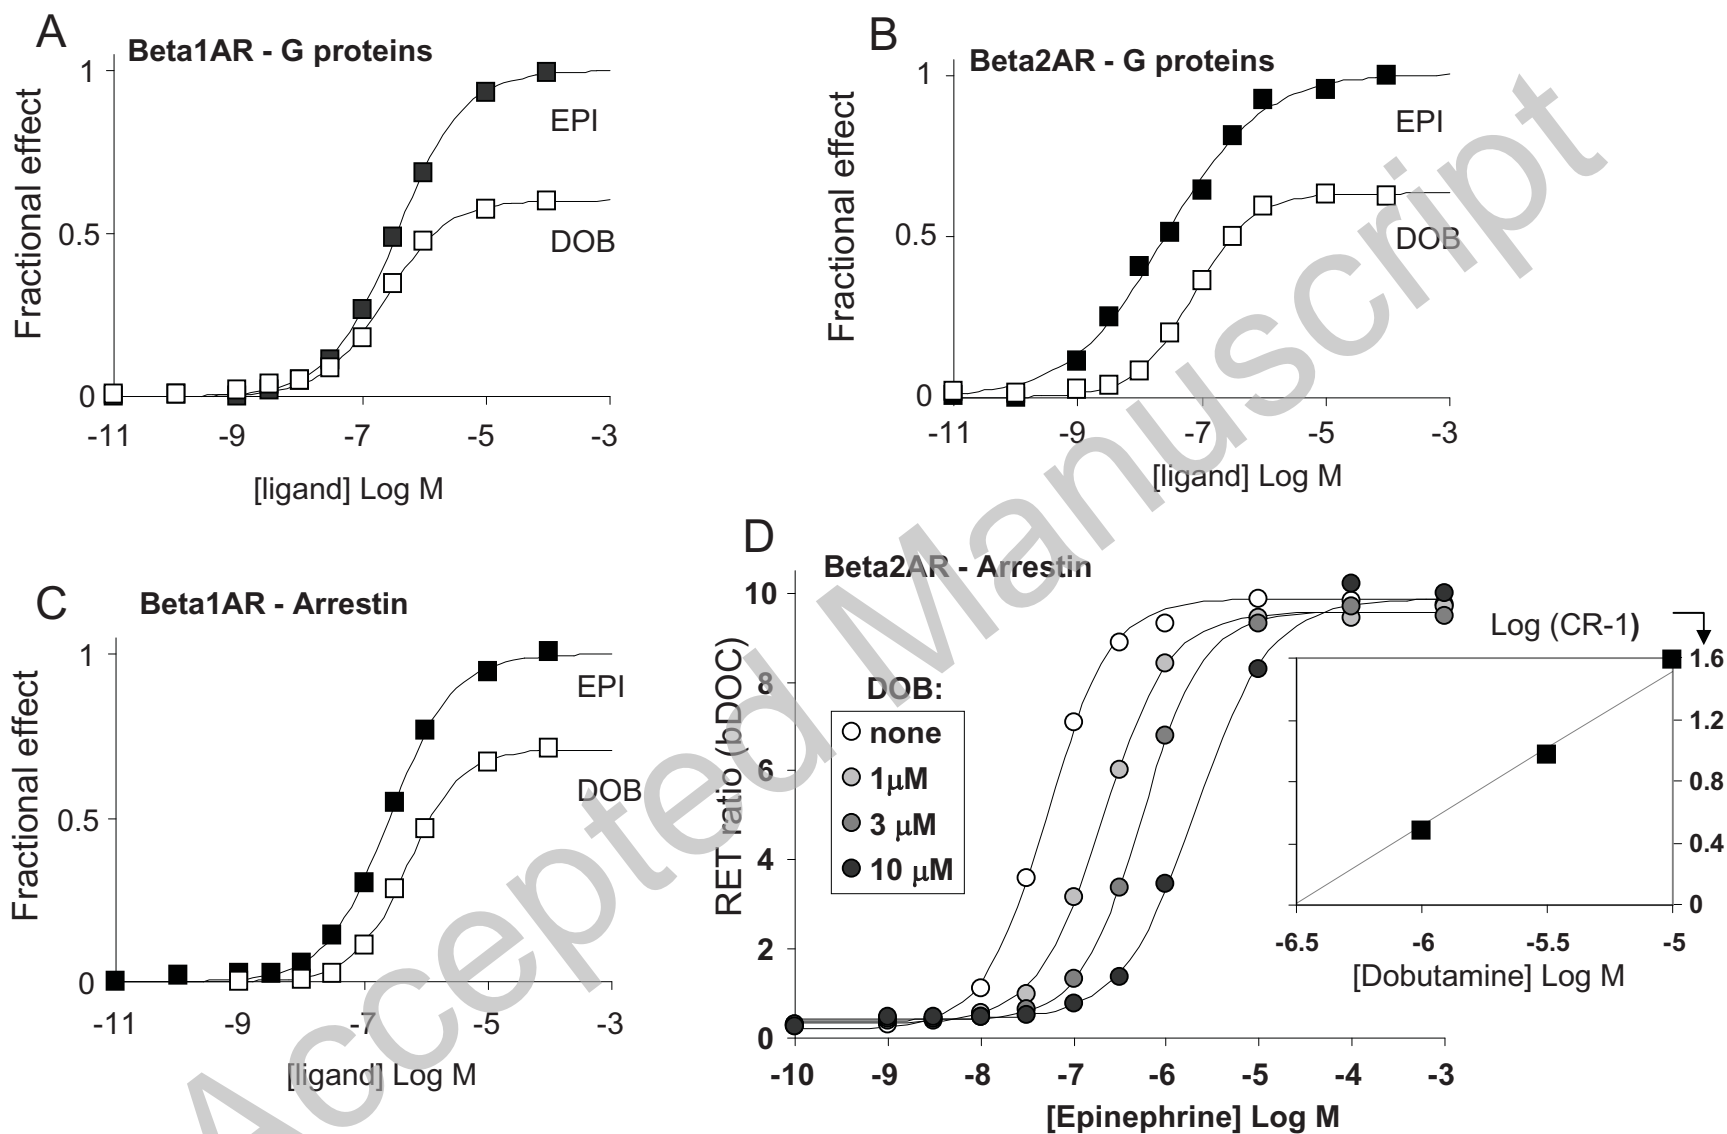 A
Beta1AR - G proteins
Fractional effect
1
0.5
0
EPI
DOB
-11 -9 -7 -5 -3
[ligand] Log M
B
Beta2AR - G proteins
Fractional effect
1
0.5
0
EPI
DOB
-11 -9 -7 -5 -3
[ligand] Log M
C
Beta1AR - Arrestin
Fractional effect
1
0.5
0
EPI
DOB
-11 -9 -7 -5 -3
[ligand] Log M
D
Beta2AR - Arrestin
RET ratio (bDOC)
10
8
6
4
2
0
DOB:
none
1μM
3 μM
10 μM
-10 -9 -8 -7 -6 -5 -4 -3
[Epinephrine] Log M
Log (CR-1)
1.6
1.2
0.8
0.4
0
-6.5 -6 -5.5 -5
[Dobutamine] Log M
Accepted Manuscript